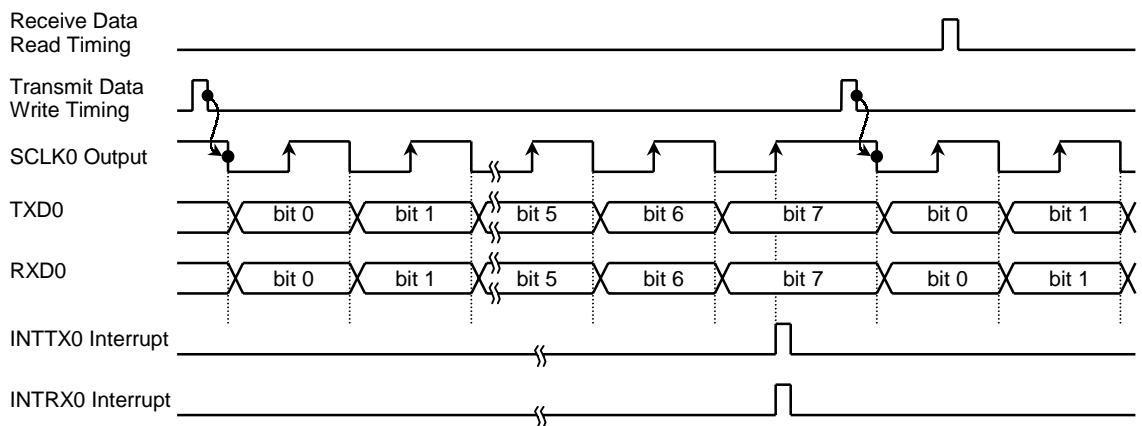 Receive Data
Read Timing
Transmit Data
Write Timing
SCLK0 Output
TXD0
bit 0 bit 1 bit 5 bit 6 bit 7 bit 0 bit 1
RXD0
bit 0 bit 1 bit 5 bit 6 bit 7 bit 0 bit 1
INTTX0 Interrupt
INTRX0 Interrupt